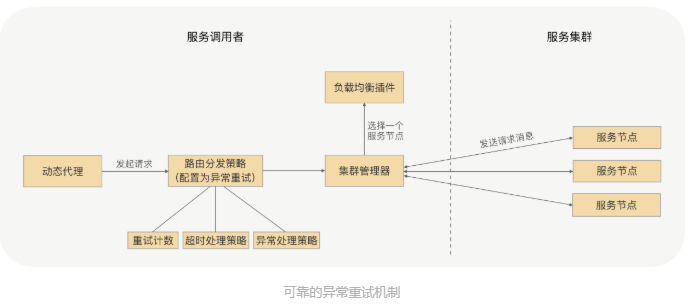 服务调用者
服务集群
负载均衡插件
选择一个
服务节点
发送请求消息
服务节点
动态代理
发起请求
路由分发策略
（配置为异常重试）
集群管理器
服务节点
服务节点
重试计数
超时处理策略
异常处理策略
可靠的异常重试机制